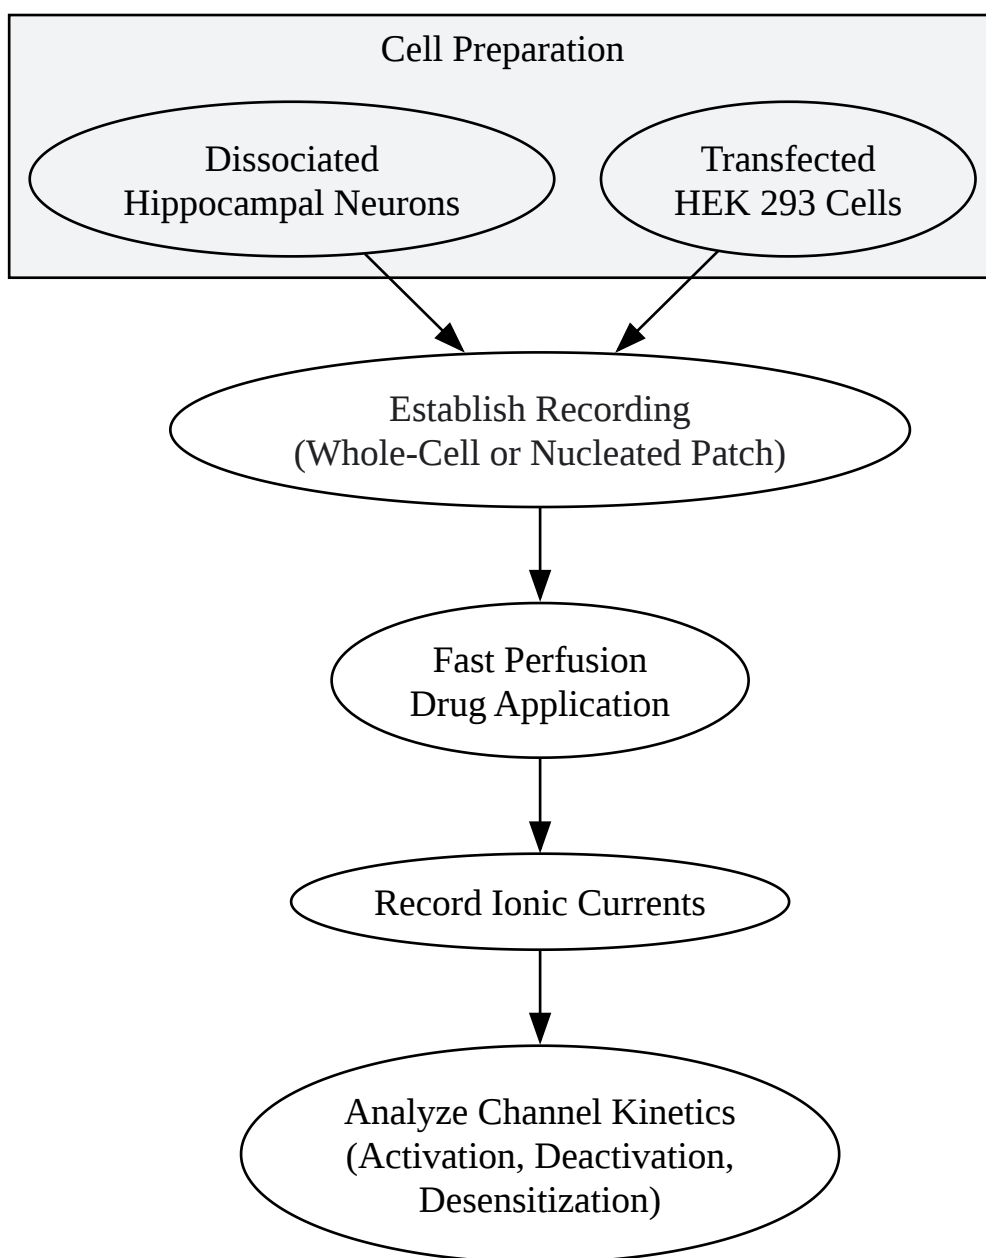 Cell Preparation
Dissociated
Hippocampal Neurons
Transfected
HEK 293 Cells
Establish Recording
(Whole-Cell or Nucleated Patch)
Fast Perfusion
Drug Application
Record Ionic Currents
Analyze Channel Kinetics
(Activation, Deactivation,
Desensitization)